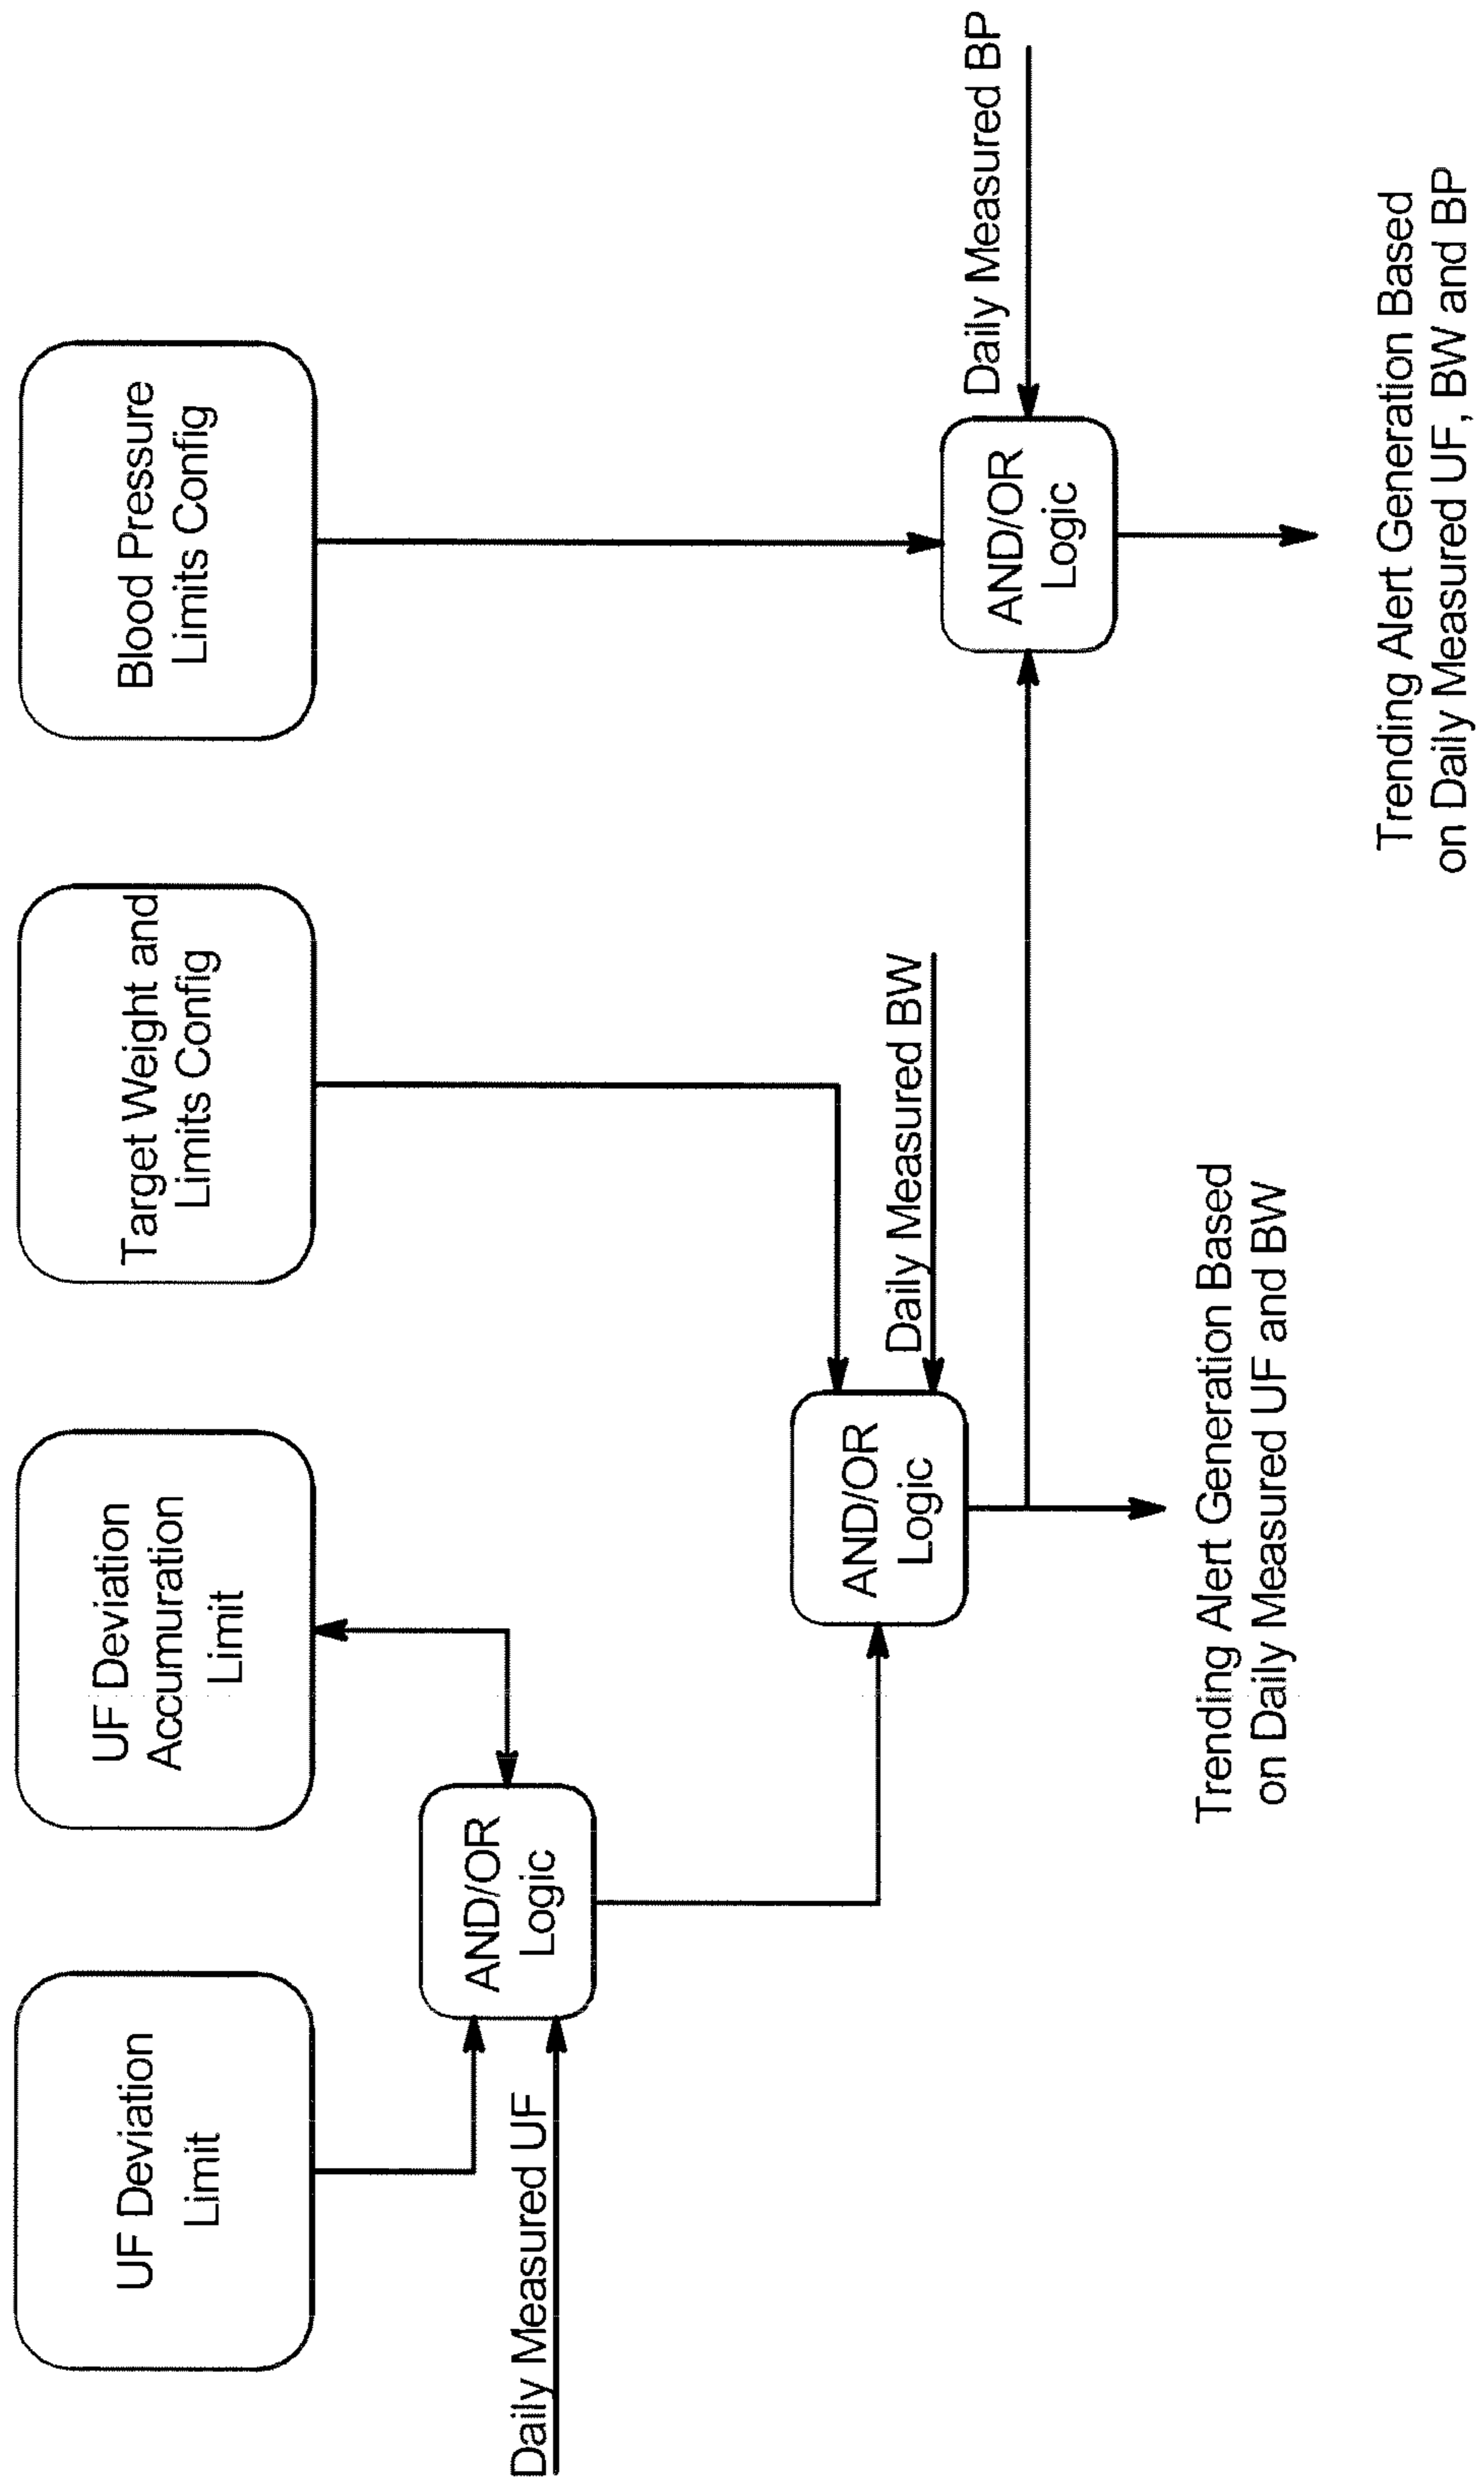 UF Deviation
Limit
UF Deviation
Accumuration
Limit
Target Weight and
Limits Config
Blood Pressure
Limits Config
Daily Measured UF
AND/OR
Logic
AND/OR
Logic
Daily Measured BW
AND/OR
Logic
Daily Measured BP
Trending Alert Generation Based
on Daily Measured UF and BW
Trending Alert Generation Based
on Daily Measured UF, BW and BP